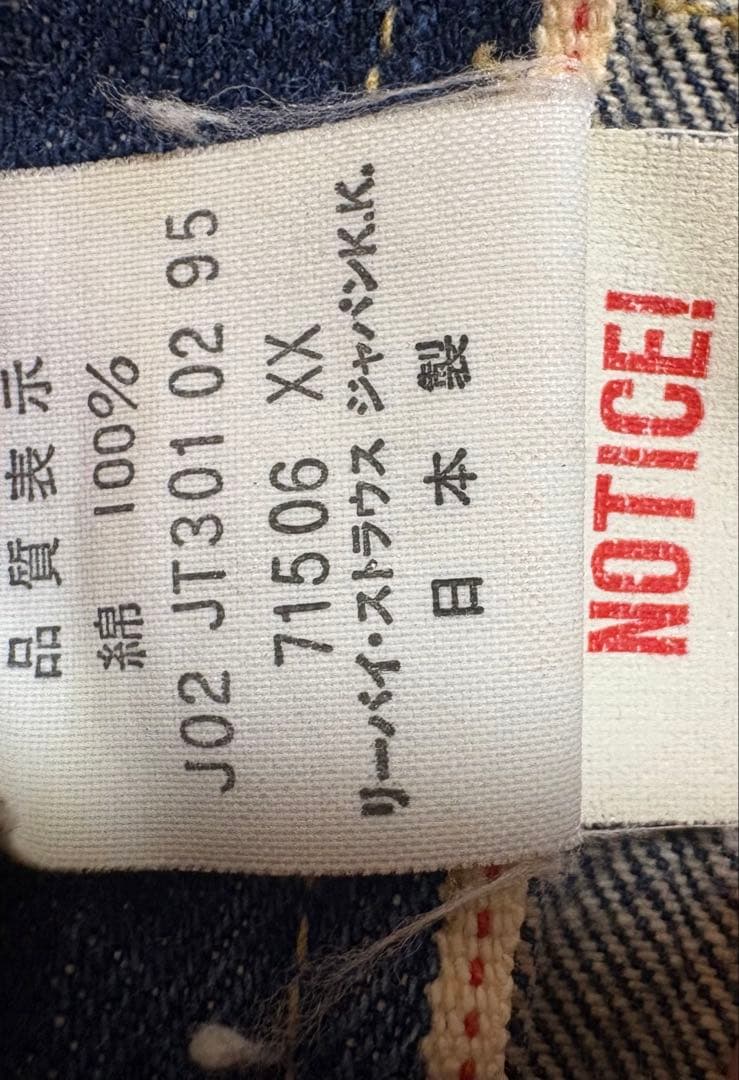 品質表示
綿 100%
J02 JT301 02 95
71506 XX
リーバイ・ストラウス ジャパンK.K.
日本製
NOTICE!